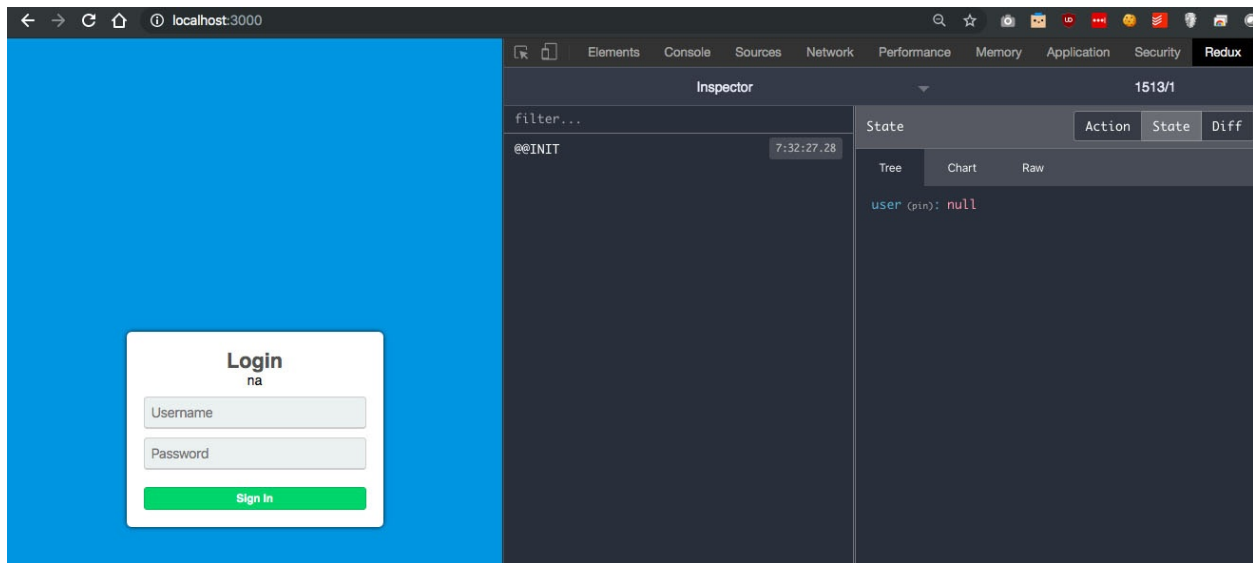 localhost:3000
Elements Console Sources Network Performance Memory Application Security Redux
Inspector 1513/1
filter...
@@INIT 7:32:27.28
State Action State Diff
Tree Chart Raw
user (pin): null
Login
na
Username
Password
Sign In